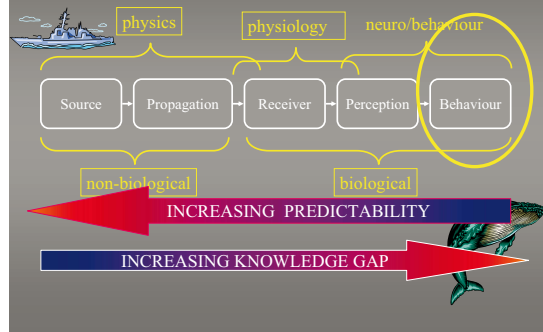 physics
physiology
neuro/behaviour
Source
Propagation
Receiver
Perception
Behaviour
non-biological
biological
INCREASING PREDICTABILITY
INCREASING KNOWLEDGE GAP